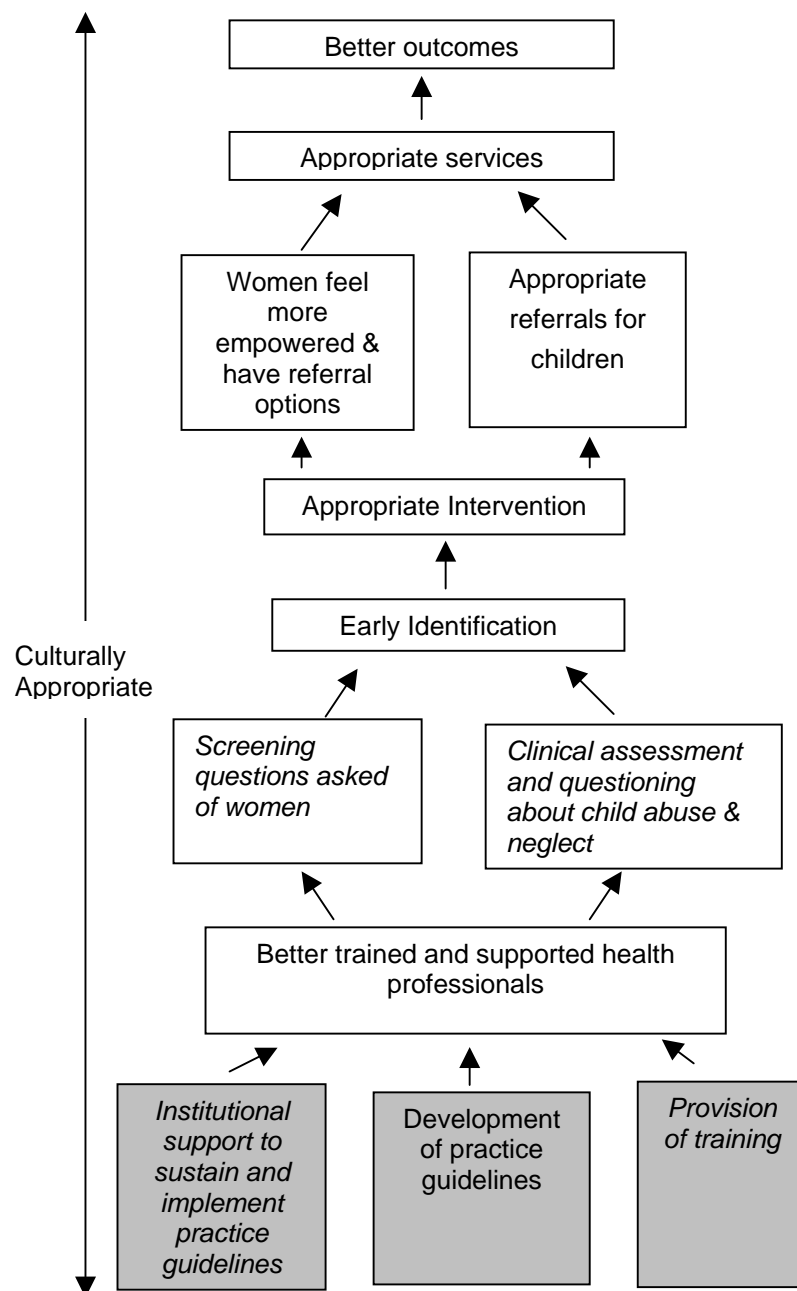 Better outcomes
Appropriate services
Women feel
more
empowered &
have referral
options
Appropriate
referrals for
children
Appropriate Intervention
Early Identification
Culturally
Appropriate
Screening
questions asked
of women
Clinical assessment
and questioning
about child abuse &
neglect
Better trained and supported health
professionals
Institutional
support to
sustain and
implement
practice
guidelines
Development
of practice
guidelines
Provision
of training